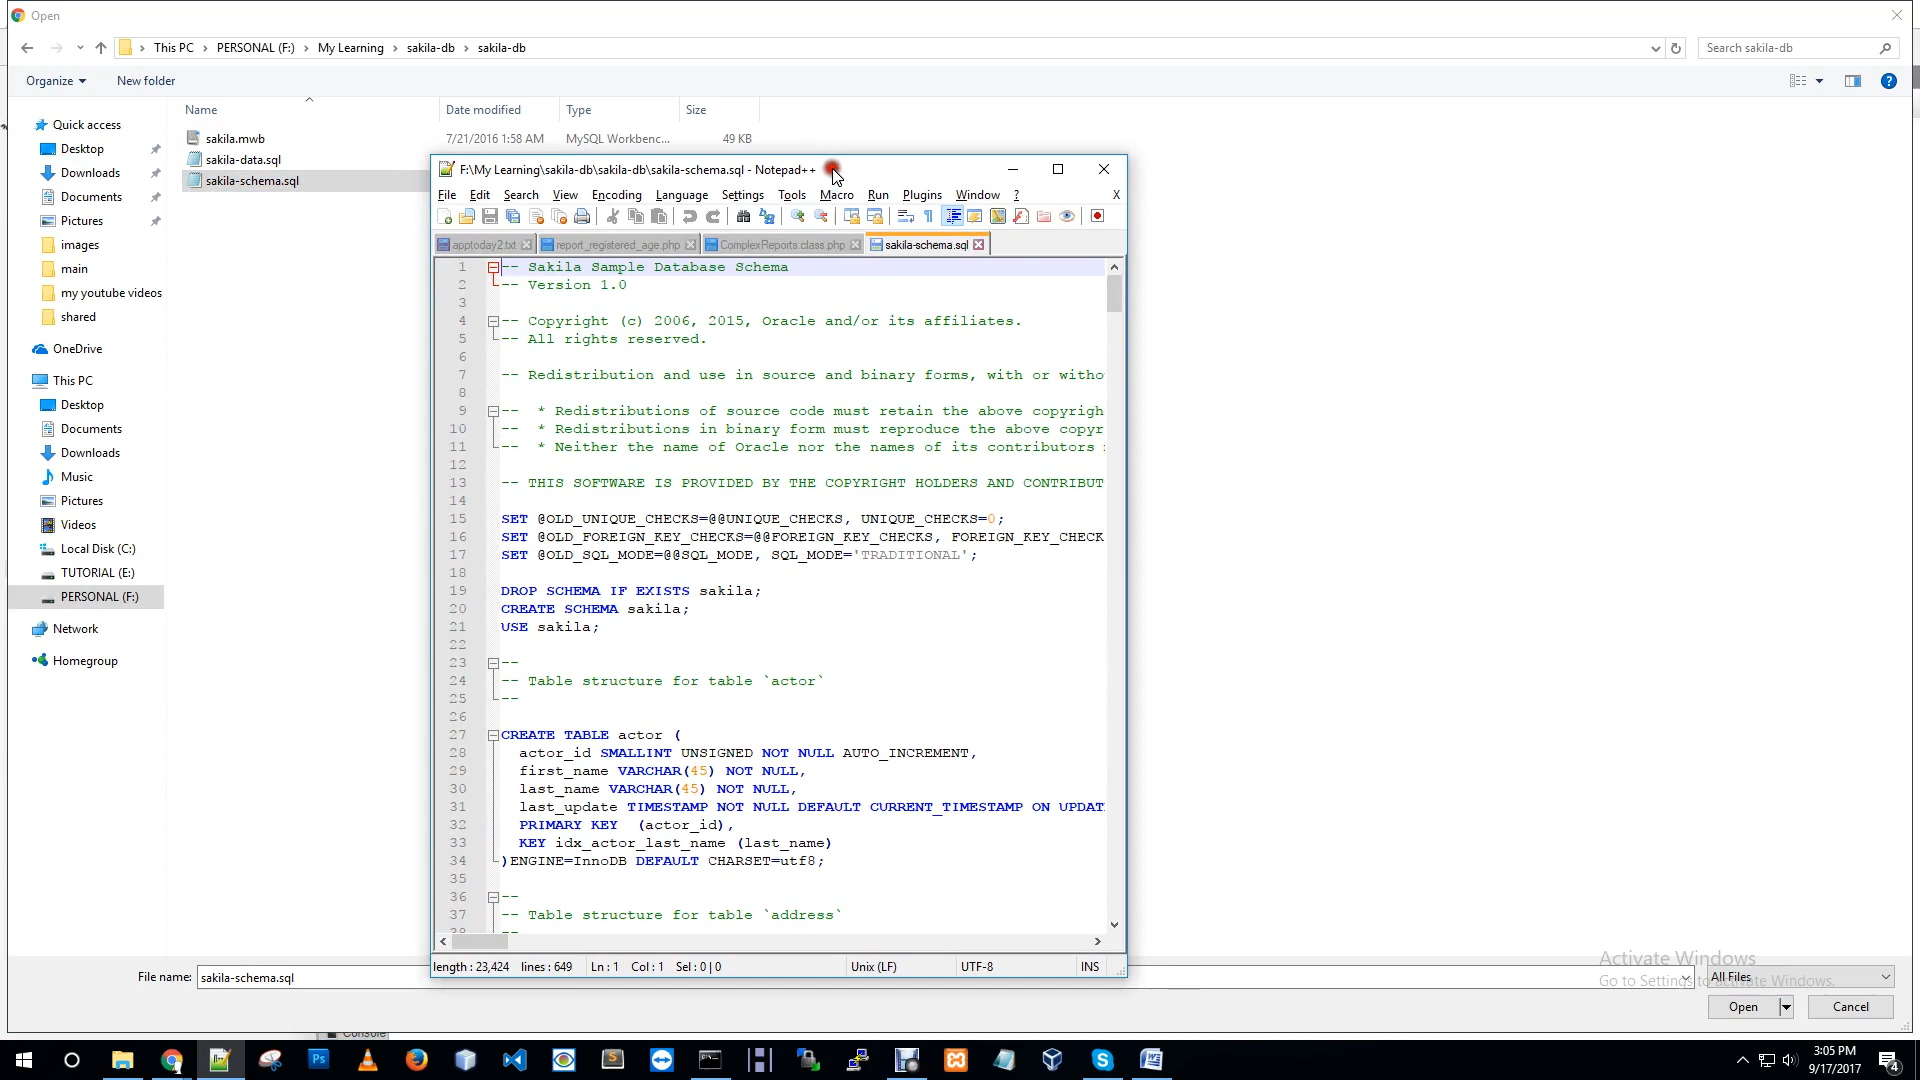 Open
This PC > PERSONAL (F:) > My Learning > sakila-db > sakila-db
Search sakila-db
Organize
New folder
Name
Date modified
Type
Size
Quick access
Desktop
Downloads
Documents
Pictures
images
main
my youtube videos
shared
OneDrive
This PC
Desktop
Documents
Downloads
Music
Pictures
Videos
Local Disk (C:)
TUTORIAL (E:)
PERSONAL (F:)
Network
Homegroup
sakila.mwb 7/21/2016 1:58 AM MySQL Workbenc... 49 KB
sakila-data.sql
sakila-schema.sql
F:\My Learning\sakila-db\sakila-db\sakila-schema.sql - Notepad++
File Edit Search View Encoding Language Settings Tools Macro Run Plugins Window ? X
apptoday2.txt report_registered_age.php ComplexReports.class.php sakila-schema.sql
1 -- Sakila Sample Database Schema
2 -- Version 1.0
3
4 -- Copyright (c) 2006, 2015, Oracle and/or its affiliates.
5 -- All rights reserved.
6
7 -- Redistribution and use in source and binary forms, with or witho
8
9 --  * Redistributions of source code must retain the above copyrigh
10 --  * Redistributions in binary form must reproduce the above copyr
11 --  * Neither the name of Oracle nor the names of its contributors
12
13 -- THIS SOFTWARE IS PROVIDED BY THE COPYRIGHT HOLDERS AND CONTRIBUT
14
15 SET @OLD_UNIQUE_CHECKS=@@UNIQUE_CHECKS, UNIQUE_CHECKS=0;
16 SET @OLD_FOREIGN_KEY_CHECKS=@@FOREIGN_KEY_CHECKS, FOREIGN_KEY_CHECK
17 SET @OLD_SQL_MODE=@@SQL_MODE, SQL_MODE='TRADITIONAL';
18
19 DROP SCHEMA IF EXISTS sakila;
20 CREATE SCHEMA sakila;
21 USE sakila;
22
23 --
24 -- Table structure for table `actor`
25 --
26
27 CREATE TABLE actor (
28 actor_id SMALLINT UNSIGNED NOT NULL AUTO_INCREMENT,
29 first_name VARCHAR(45) NOT NULL,
30 last_name VARCHAR(45) NOT NULL,
31 last_update TIMESTAMP NOT NULL DEFAULT CURRENT_TIMESTAMP ON UPDAT
32 PRIMARY KEY  (actor_id),
33 KEY idx_actor_last_name (last_name)
34 )ENGINE=InnoDB DEFAULT CHARSET=utf8;
35
36 --
37 -- Table structure for table `address`
38 --
length : 23,424 lines : 649 Ln : 1 Col : 1 Sel : 0 | 0 Unix (LF) UTF-8 INS
File name: sakila-schema.sql
All Files
Activate Windows
Go to Settings to activate Windows.
Open
Cancel
Console
3:05 PM
9/17/2017
4